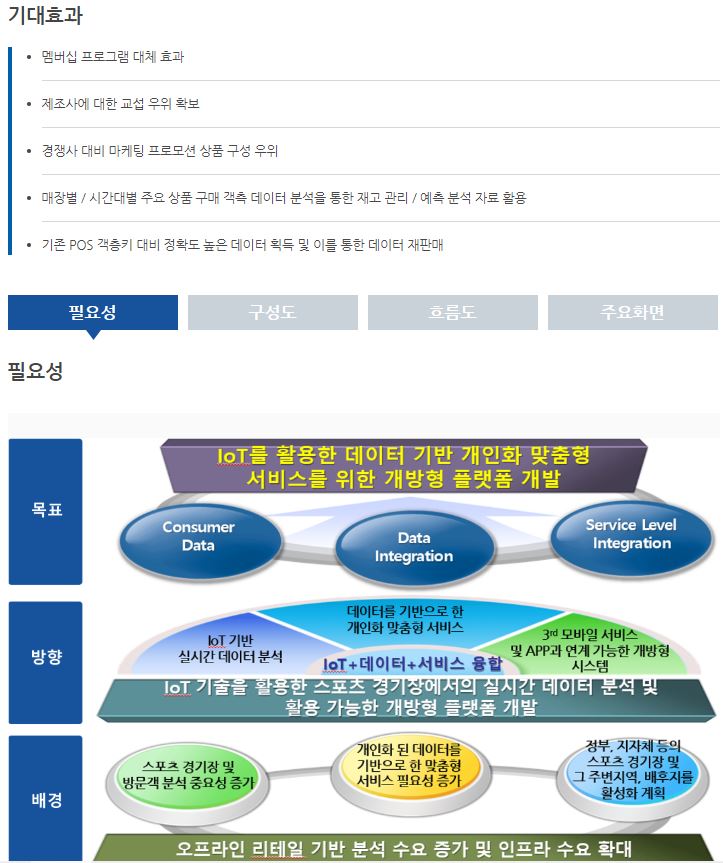 기대효과
멤버십 프로그램 대체 효과
제조사에 대한 교섭 우위 확보
경쟁사 대비 마케팅 프로모션 상품 구성 우위
매장별 / 시간대별 주요 상품 구매 객측 데이터 분석을 통한 재고 관리 / 예측 분석 자료 활용
기존 POS 객층키 대비 정확도 높은 데이터 획득 및 이를 통한 데이터 재판매
필요성 구성도 흐름도 주요화면
필요성
목표
IoT를 활용한 데이터 기반 개인화 맞춤형
서비스를 위한 개방형 플랫폼 개발
Consumer
Data
Data
Integration
Service Level
Integration
방향
데이터를 기반으로 한
개인화 맞춤형 서비스
IoT 기반
실시간 데이터 분석
3rd 모바일 서비스
및 APP과 연계 가능한 개방형
시스템
IoT+데이터+서비스 융합
IoT 기술을 활용한 스포츠 경기장에서의 실시간 데이터 분석 및
활용 가능한 개방형 플랫폼 개발
배경
스포츠 경기장 및
방문객 분석 중요성 증가
개인화 된 데이터를
기반으로 한 맞춤형
서비스 필요성 증가
정부, 지자체 등의
스포츠 경기장 및
그 주변지역, 배후지를
활성화 계획
오프라인 리테일 기반 분석 수요 증가 및 인프라 수요 확대